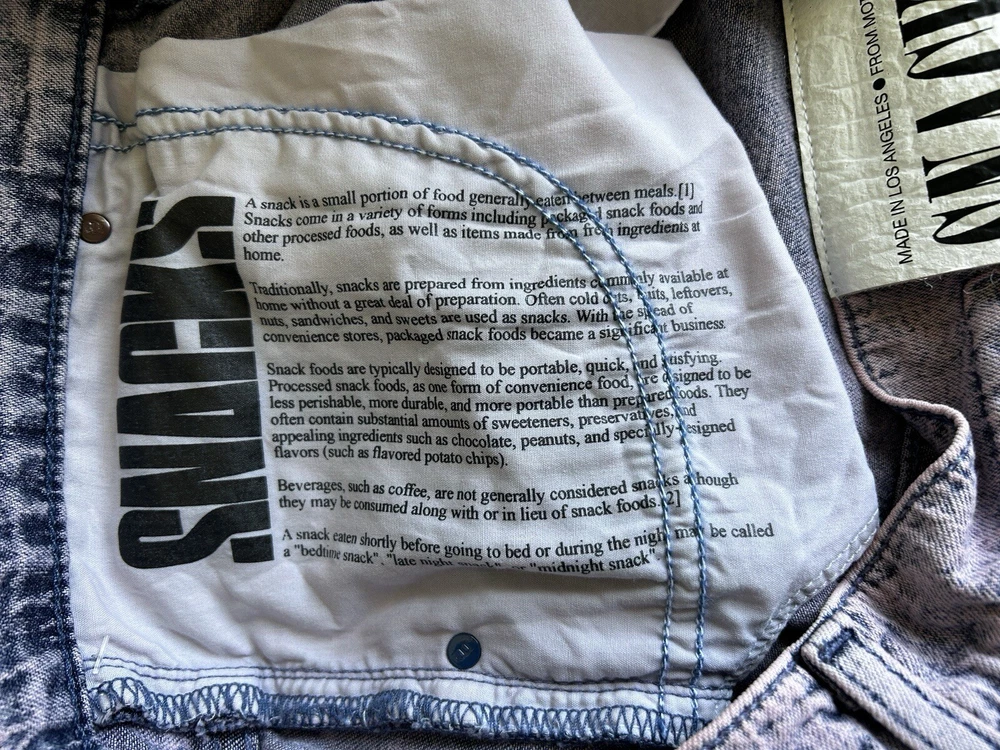 SNACKS!
A snack is a small portion of food generally eaten between meals.[1]
Snacks come in a variety of forms including packaged snack foods and
other processed foods, as well as items made from fresh ingredients at
home.
Traditionally, snacks are prepared from ingredients commonly available at
home without a great deal of preparation. Often cold cuts, fruits, leftovers,
nuts, sandwiches, and sweets are used as snacks. With the spread of
convenience stores, packaged snack foods became a significant business.
Snack foods are typically designed to be portable, quick, and satisfying.
Processed snack foods, as one form of convenience food, are designed to be
less perishable, more durable, and more portable than prepared foods. They
often contain substantial amounts of sweeteners, preservatives, and
appealing ingredients such as chocolate, peanuts, and specially-designed
flavors (such as flavored potato chips).
Beverages, such as coffee, are not generally considered snacks although
they may be consumed along with or in lieu of snack foods.[2]
A snack eaten shortly before going to bed or during the night may be called
a "bedtime snack", "late night snack", or "midnight snack"
MADE IN LOS ANGELES ● FROM